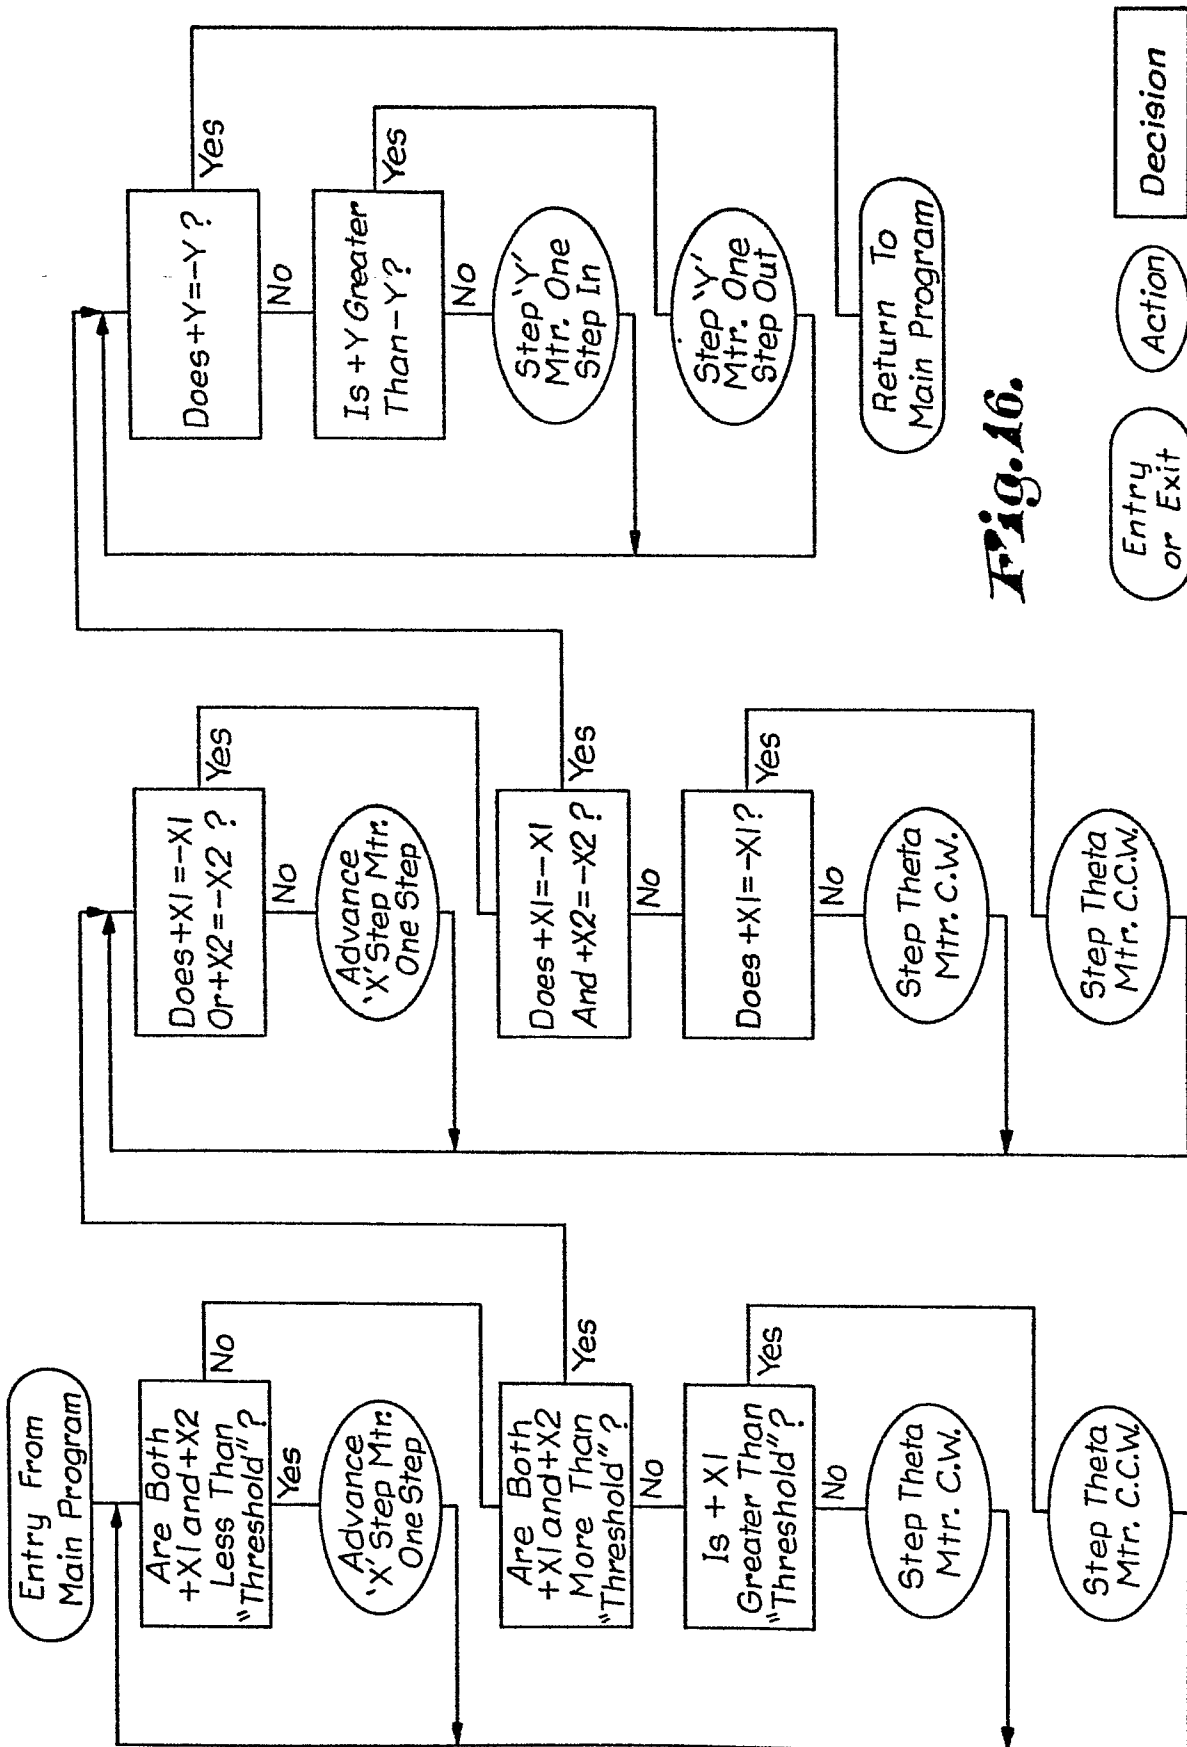 Entry From
Main Program
Are Both
+X1 and +X2
Less Than
"Threshold"?
No
Yes
Advance
'X' Step Mtr.
One Step
Are Both
+X1 and +X2
More Than
"Threshold"?
Yes
No
Is +X1
Greater Than
"Threshold"?
Yes
No
Step Theta
Mtr. C.W.
Step Theta
Mtr. C.C.W.
Does +X1=-X1
Or +X2=-X2 ?
Yes
No
Advance
'X' Step Mtr.
One Step
Does +X1=-X1
And +X2=-X2 ?
Yes
No
Does +X1=-X1?
Yes
No
Step Theta
Mtr. C.W.
Step Theta
Mtr. C.C.W.
Does +Y=-Y ?
Yes
No
Is +Y Greater
Than -Y ?
Yes
No
Step 'Y'
Mtr. One
Step In
Step 'Y'
Mtr. One
Step Out
Return To
Main Program
Fig. 16.
Entry
or Exit
Action
Decision